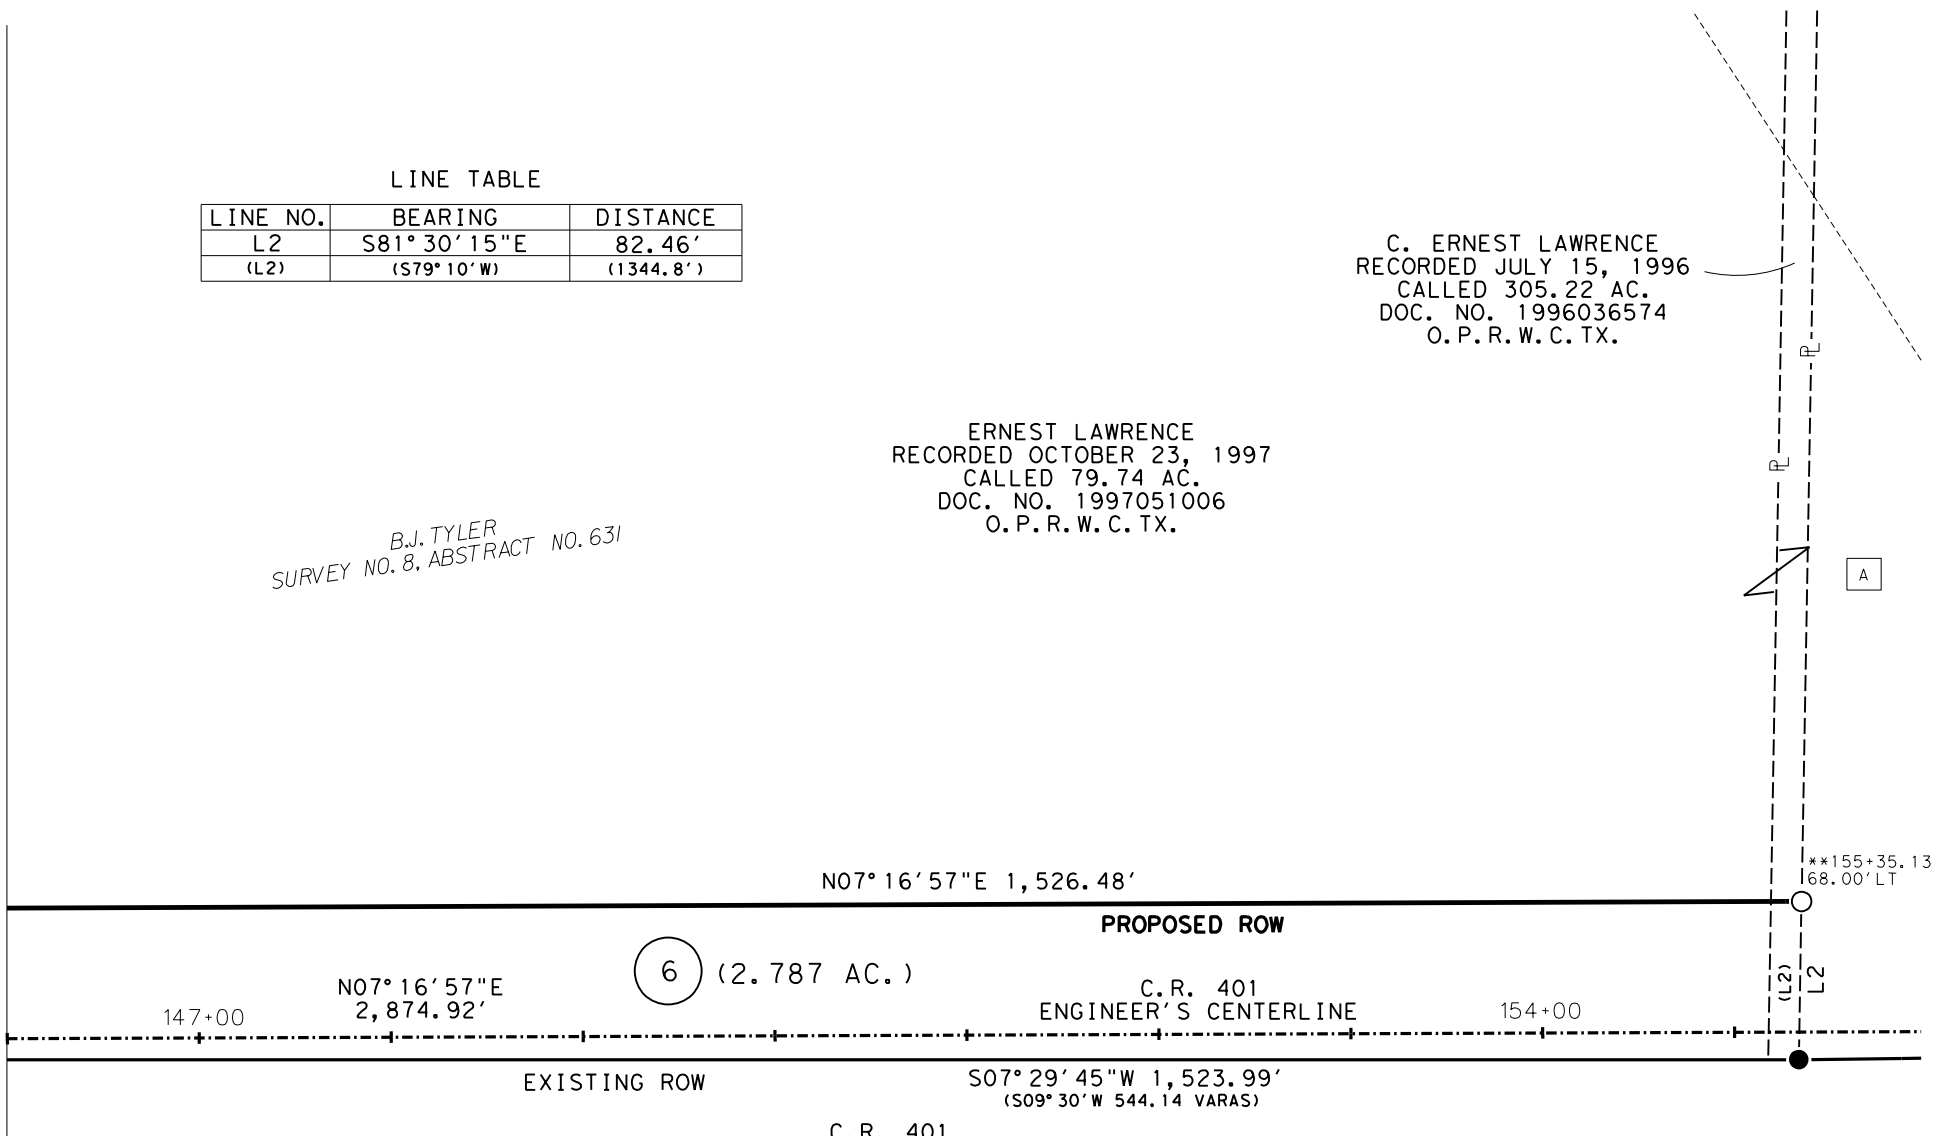 LINE TABLE
LINE NO. BEARING DISTANCE
L2 S81°30'15"E 82.46'
(L2) (S79°10'W) (1344.8')
C. ERNEST LAWRENCE
RECORDED JULY 15, 1996
CALLED 305.22 AC.
DOC. NO. 1996036574
O.P.R.W.C.TX.
PL
ERNEST LAWRENCE
RECORDED OCTOBER 23, 1997
CALLED 79.74 AC.
DOC. NO. 1997051006
O.P.R.W.C.TX.
PL
B.J. TYLER
SURVEY NO. 8, ABSTRACT NO. 631
A
**155+35.13
68.00'LT
N07°16'57"E 1,526.48'
PROPOSED ROW
6 (2.787 AC.)
N07°16'57"E
2,874.92'
C.R. 401
ENGINEER'S CENTERLINE
(L2)
L2
147+00
154+00
EXISTING ROW
S07°29'45"W 1,523.99'
(S09°30'W 544.14 VARAS)
C.R. 401